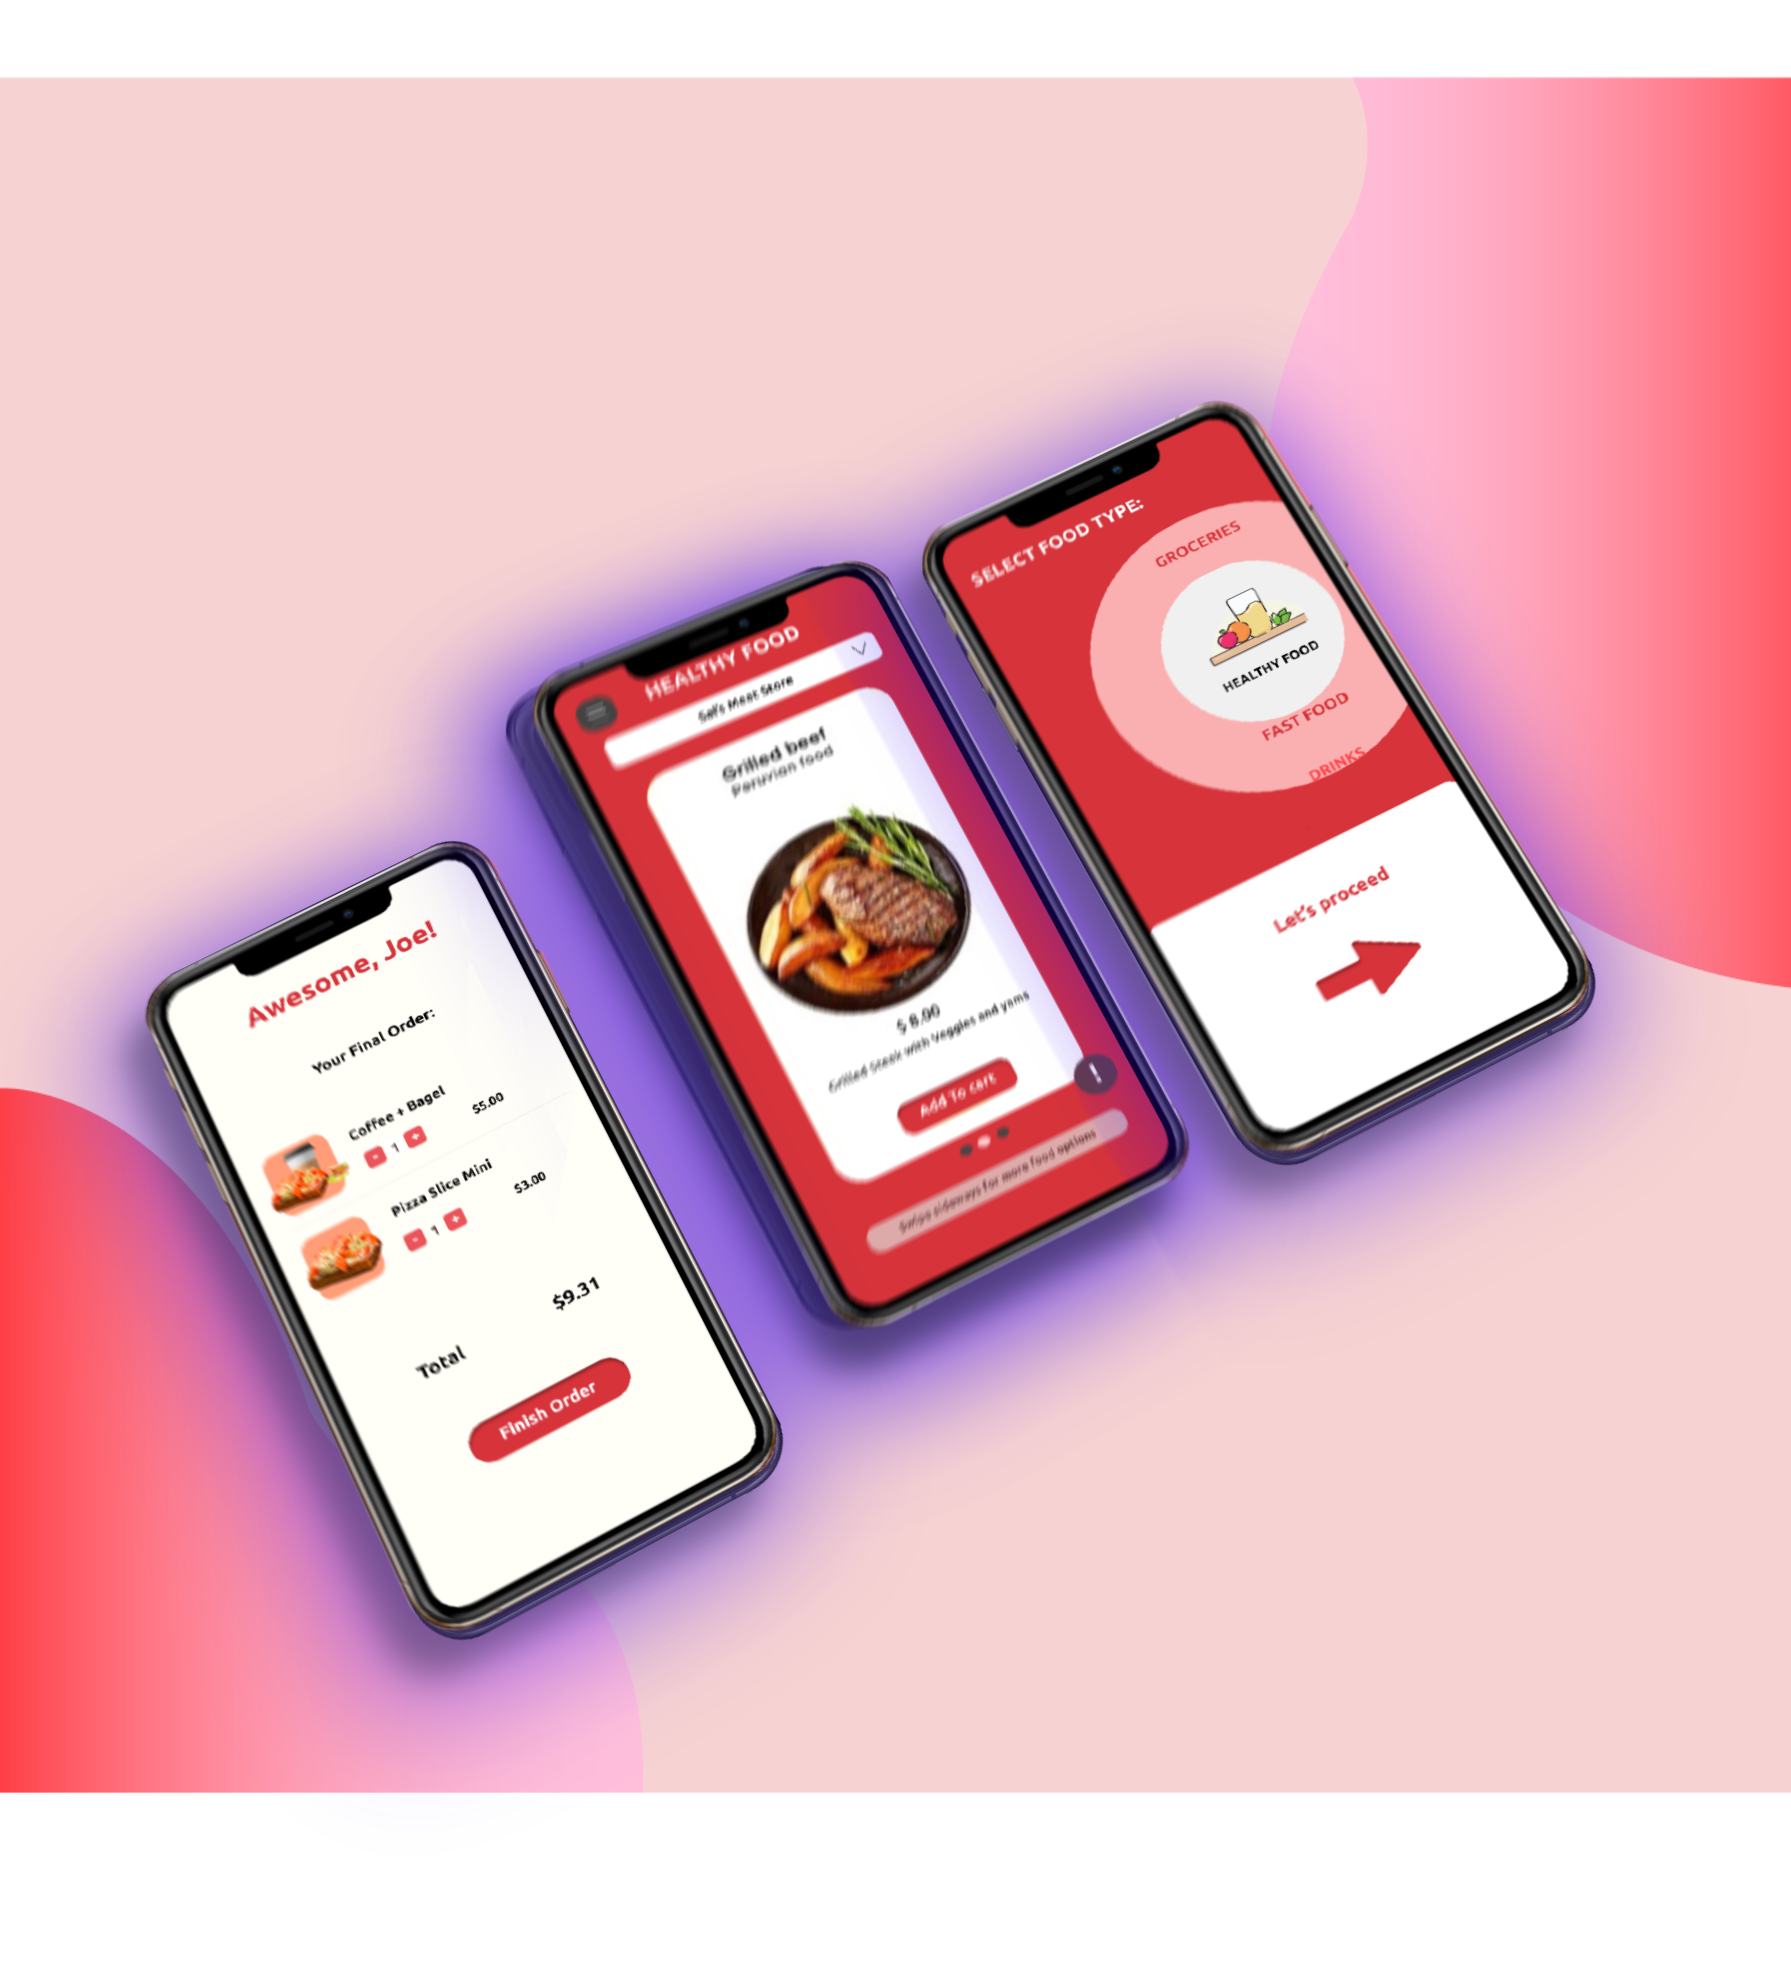 Awesome, Joe!
Your Final Order:
Coffee + Bagel
$5.00
- 1 +
Pizza Slice Mini
$3.00
- 1 +
$9.31
Total
Finish Order
HEALTHY FOOD
Sal's Meat Store
Grilled beef
Peruvian food
$ 8.00
Grilled Steak with Veggies and yams
Add To cart
!
Swipe sideways for more food options
SELECT FOOD TYPE:
GROCERIES
HEALTHY FOOD
FAST FOOD
DRINKS
Let's proceed